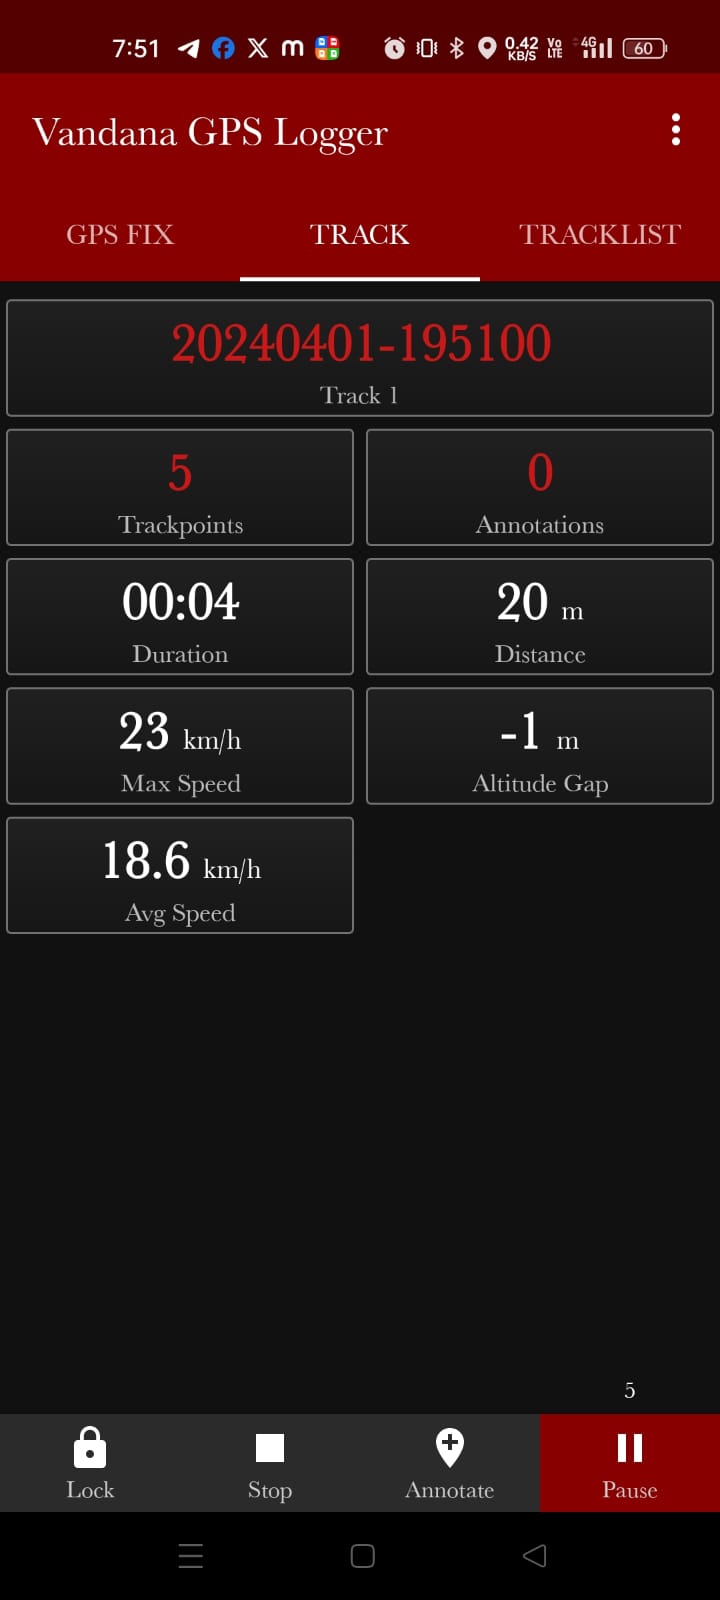 7:51 0.42 KB/S Vo LTE 4G 60
Vandana GPS Logger
GPS FIX TRACK TRACKLIST
20240401-195100
Track 1
5 0
Trackpoints Annotations
00:04 20 m
Duration Distance
23 km/h -1 m
Max Speed Altitude Gap
18.6 km/h
Avg Speed
5
Lock Stop Annotate Pause